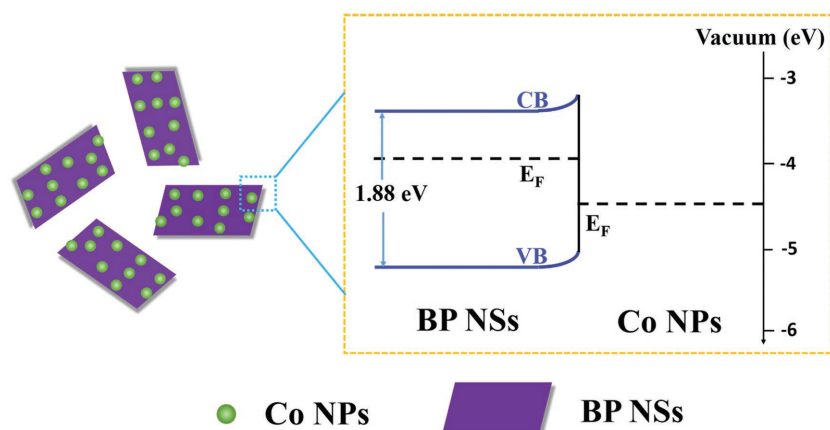 Vacuum (eV)
-3
CB
-4
E_F
1.88 eV
E_F
-5
VB
BP NSs
Co NPs
-6
Co NPs
BP NSs